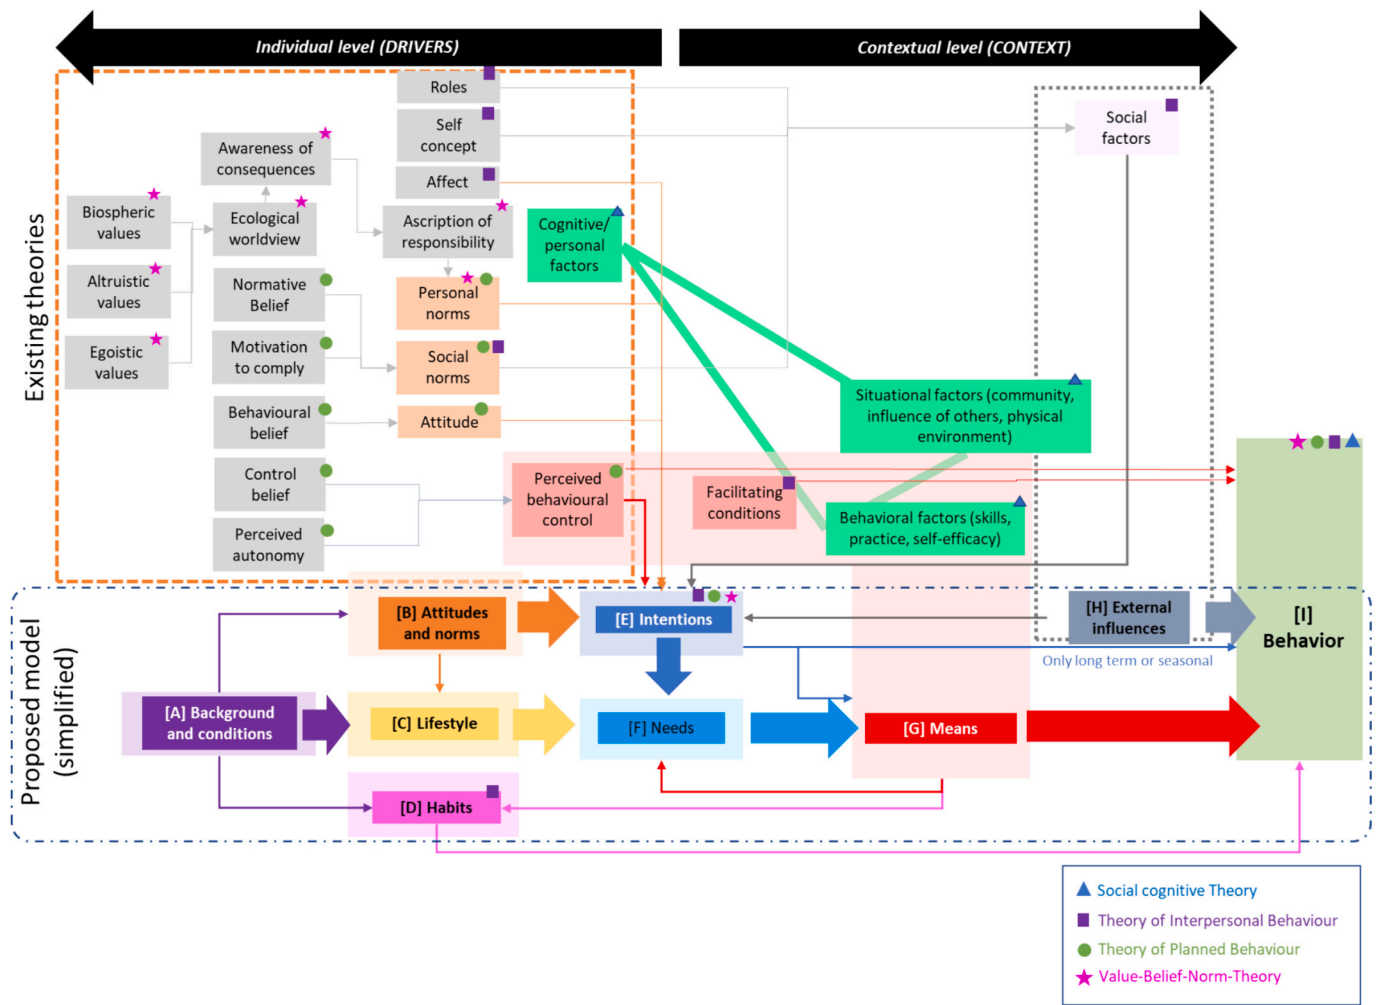 Individual level (DRIVERS)
Contextual level (CONTEXT)
Existing theories
Roles
Self
concept
Affect
Awareness of
consequences
Biospheric
values
Ecological
worldview
Ascription of
responsibility
Cognitive/
personal
factors
Social
factors
Altruistic
values
Normative
Belief
Personal
norms
Egoistic
values
Motivation
to comply
Social
norms
Behavioural
belief
Attitude
Situational factors (community,
influence of others, physical
environment)
Control
belief
Perceived
behavioural
control
Facilitating
conditions
Behavioral factors (skills,
practice, self-efficacy)
Perceived
autonomy
Proposed model
(simplified)
[B] Attitudes
and norms
[E] Intentions
[H] External
influences
[I]
Behavior
Only long term or seasonal
[A] Background
and conditions
[C] Lifestyle
[F] Needs
[G] Means
[D] Habits
Social cognitive Theory
Theory of Interpersonal Behaviour
Theory of Planned Behaviour
Value-Belief-Norm-Theory